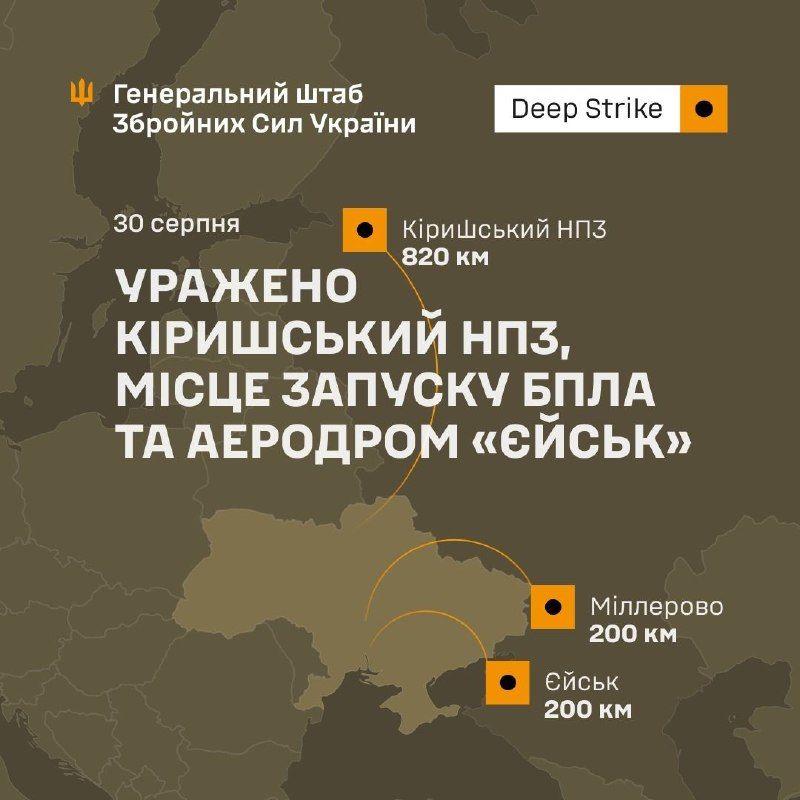 Генеральний штаб
Збройних Сил України
Deep Strike
30 серпня
Кіришський НПЗ
820 км
УРАЖЕНО
КІРИШСЬКИЙ НПЗ,
МІСЦЕ ЗАПУСКУ БПЛА
ТА АЕРОДРОМ «ЄЙСЬК»
Міллерово
200 км
Єйськ
200 км